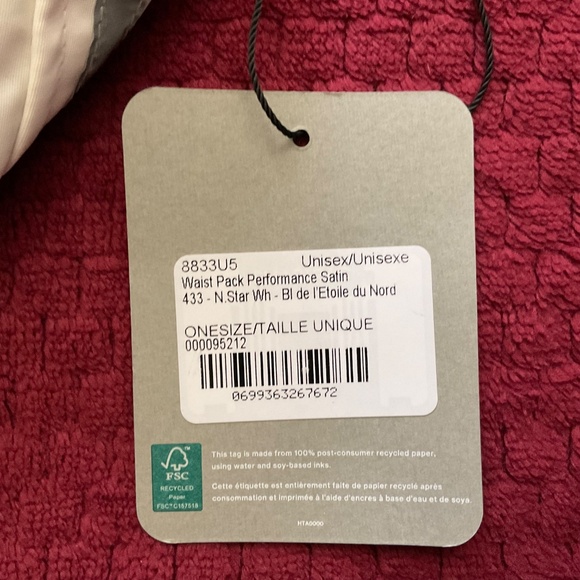 8833U5 Unisex/Unisexe
Waist Pack Performance Satin
433 - N.Star Wh - Bl de l'Etoile du Nord
ONESIZE/TAILLE UNIQUE
000095212
0699363267672
FSC™
RECYCLED
Paper
FSC® C157518
This tag is made from 100% post-consumer recycled paper,
using water and soy-based inks.
Cette étiquette est entièrement faite de papier recyclé après
consommation et imprimée à l'aide d'encres à base d'eau et de soya.
HTA0000